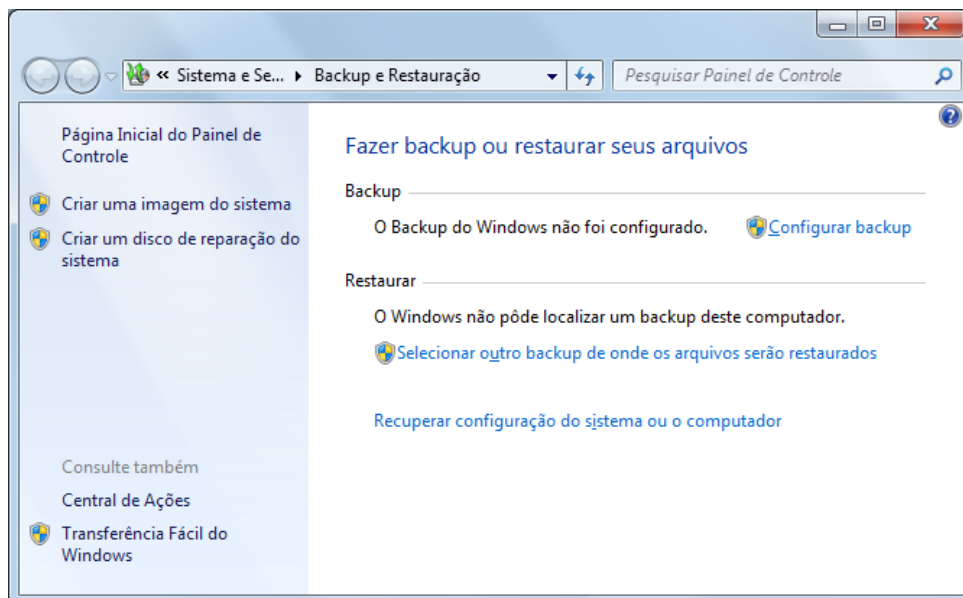 « Sistema e Se... Backup e Restauração
Pesquisar Painel de Controle
Página Inicial do Painel de
Controle
Criar uma imagem do sistema
Criar um disco de reparação do
sistema
Consulte também
Central de Ações
Transferência Fácil do
Windows
Fazer backup ou restaurar seus arquivos
Backup
O Backup do Windows não foi configurado. Configurar backup
Restaurar
O Windows não pôde localizar um backup deste computador.
Selecionar outro backup de onde os arquivos serão restaurados
Recuperar configuração do sistema ou o computador